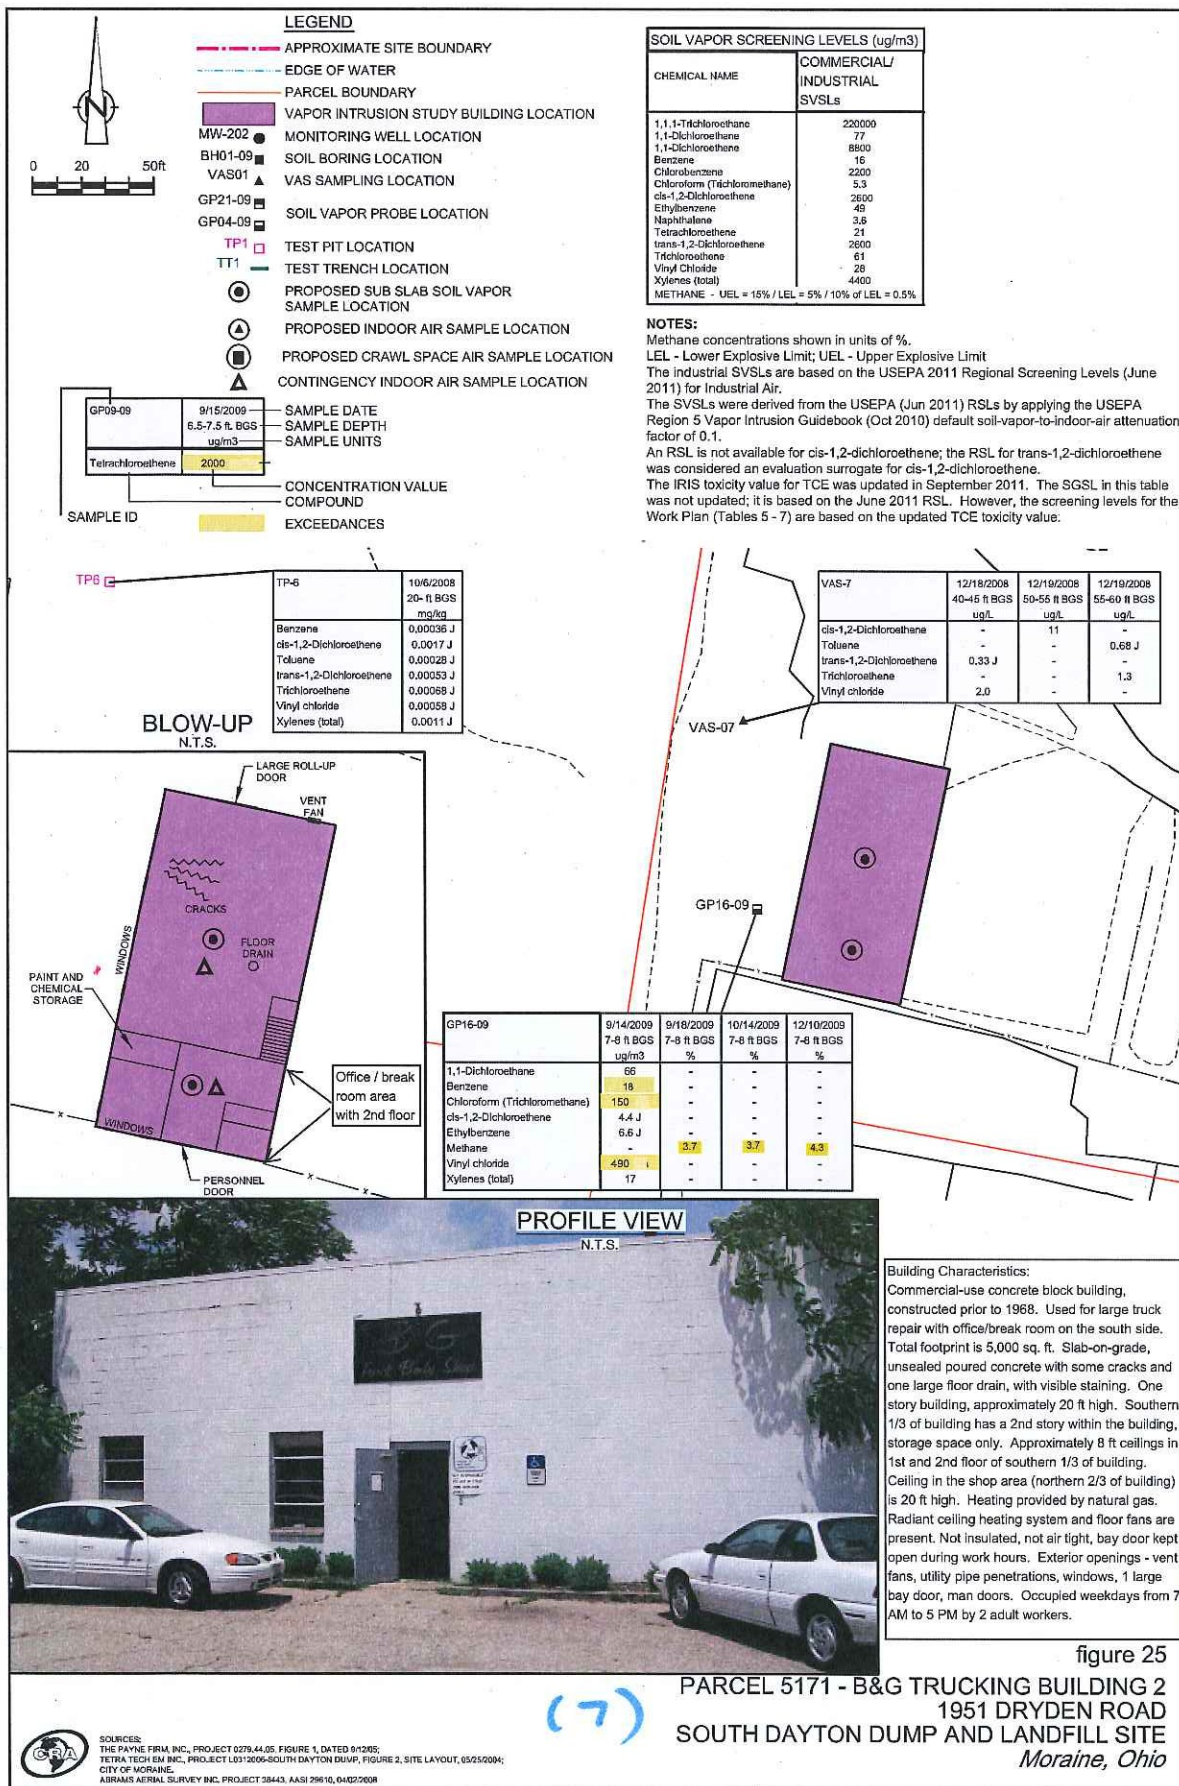 LEGEND
APPROXIMATE SITE BOUNDARY
EDGE OF WATER
PARCEL BOUNDARY
VAPOR INTRUSION STUDY BUILDING LOCATION
MW-202 MONITORING WELL LOCATION
BH01-09 SOIL BORING LOCATION
VAS01 VAS SAMPLING LOCATION
GP21-09
GP04-09 SOIL VAPOR PROBE LOCATION
TP1 TEST PIT LOCATION
TT1 TEST TRENCH LOCATION
PROPOSED SUB SLAB SOIL VAPOR
SAMPLE LOCATION
PROPOSED INDOOR AIR SAMPLE LOCATION
PROPOSED CRAWL SPACE AIR SAMPLE LOCATION
CONTINGENCY INDOOR AIR SAMPLE LOCATION
N
0 20 50ft
GP09-09 9/15/2009 SAMPLE DATE
6.5-7.5 ft. BGS SAMPLE DEPTH
ug/m3 SAMPLE UNITS
Tetrachloroethene 2000
CONCENTRATION VALUE
COMPOUND
SAMPLE ID
EXCEEDANCES
SOIL VAPOR SCREENING LEVELS (ug/m3)
CHEMICAL NAME COMMERCIAL/
INDUSTRIAL
SVSLs
1,1,1-Trichloroethane 220000
1,1-Dichloroethane 77
1,1-Dichloroethene 8800
Benzene 16
Chlorobenzene 2200
Chloroform (Trichloromethane) 5.3
cis-1,2-Dichloroethene 2600
Ethylbenzene 49
Naphthalene 3.6
Tetrachloroethene 21
trans-1,2-Dichloroethene 2600
Trichloroethene 61
Vinyl Chloride 28
Xylenes (total) 4400
METHANE - UEL = 15% / LEL = 5% / 10% of LEL = 0.5%
NOTES:
Methane concentrations shown in units of %.
LEL - Lower Explosive Limit; UEL - Upper Explosive Limit
The industrial SVSLs are based on the USEPA 2011 Regional Screening Levels (June
2011) for Industrial Air.
The SVSLs were derived from the USEPA (Jun 2011) RSLs by applying the USEPA
Region 5 Vapor Intrusion Guidebook (Oct 2010) default soil-vapor-to-indoor-air attenuation
factor of 0.1.
An RSL is not available for cis-1,2-dichloroethene; the RSL for trans-1,2-dichloroethene
was considered an evaluation surrogate for cis-1,2-dichloroethene.
The IRIS toxicity value for TCE was updated in September 2011. The SGSL in this table
was not updated; it is based on the June 2011 RSL. However, the screening levels for the
Work Plan (Tables 5 - 7) are based on the updated TCE toxicity value.
TP6
TP-6 10/6/2008
20- ft BGS
mg/kg
Benzene 0.00036 J
cis-1,2-Dichloroethene 0.0017 J
Toluene 0.00028 J
trans-1,2-Dichloroethene 0.00053 J
Trichloroethene 0.00068 J
Vinyl chloride 0.00058 J
Xylenes (total) 0.0011 J
VAS-7 12/18/2008 12/19/2008 12/19/2008
40-45 ft BGS 50-55 ft BGS 55-60 ft BGS
ug/L ug/L ug/L
cis-1,2-Dichloroethene - 11 -
Toluene - - 0.68 J
trans-1,2-Dichloroethene 0.33 J - -
Trichloroethene - - 1.3
Vinyl chloride 2.0 - -
VAS-07
BLOW-UP
N.T.S.
LARGE ROLL-UP
DOOR
VENT
FAN
CRACKS
WINDOWS
FLOOR
DRAIN
PAINT AND
CHEMICAL
STORAGE
Office / break
room area
with 2nd floor
WINDOWS
PERSONNEL
DOOR
GP16-09
GP16-09 9/14/2009 9/18/2009 10/14/2009 12/10/2009
7-8 ft BGS 7-8 ft BGS 7-8 ft BGS 7-8 ft BGS
ug/m3 % % %
1,1-Dichloroethane 66 - - -
Benzene 18 - - -
Chloroform (Trichloromethane) 150 - - -
cis-1,2-Dichloroethene 4.4 J - - -
Ethylbenzene 6.6 J - - -
Methane - 3.7 3.7 4.3
Vinyl chloride 490 - - -
Xylenes (total) 17 - - -
PROFILE VIEW
N.T.S.
B & G
Building Characteristics:
Commercial-use concrete block building,
constructed prior to 1968. Used for large truck
repair with office/break room on the south side.
Total footprint is 5,000 sq. ft. Slab-on-grade,
unsealed poured concrete with some cracks and
one large floor drain, with visible staining. One
story building, approximately 20 ft high. Southern
1/3 of building has a 2nd story within the building,
storage space only. Approximately 8 ft ceilings in
1st and 2nd floor of southern 1/3 of building.
Ceiling in the shop area (northern 2/3 of building)
is 20 ft high. Heating provided by natural gas.
Radiant ceiling heating system and floor fans are
present. Not insulated, not air tight, bay door kept
open during work hours. Exterior openings - vent
fans, utility pipe penetrations, windows, 1 large
bay door, man doors. Occupied weekdays from 7
AM to 5 PM by 2 adult workers.
figure 25
PARCEL 5171 - B&G TRUCKING BUILDING 2
1951 DRYDEN ROAD
SOUTH DAYTON DUMP AND LANDFILL SITE
Moraine, Ohio
(7)
CRA
SOURCES:
THE PAYNE FIRM, INC., PROJECT 0279.44.05, FIGURE 1, DATED 9/12/05;
TETRA TECH EM INC., PROJECT L0312006-SOUTH DAYTON DUMP, FIGURE 2, SITE LAYOUT, 05/25/2004;
CITY OF MORAINE.
ABRAMS AERIAL SURVEY INC, PROJECT 38443, AASI 29610, 04/02/2008